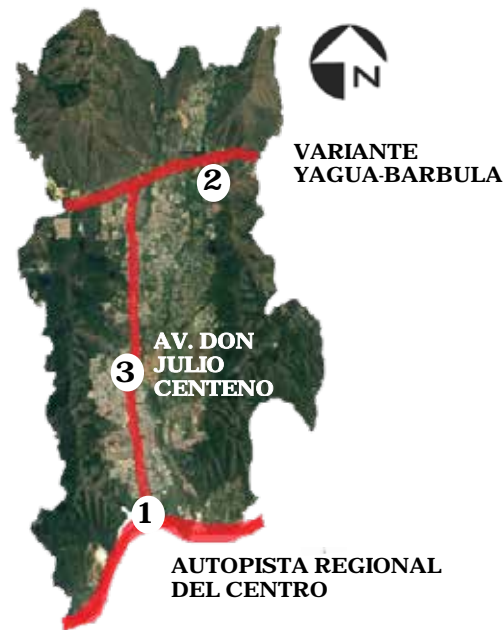 N
VARIANTE
YAGUA-BARBULA
2
AV. DON
JULIO
CENTENO
3
1
AUTOPISTA REGIONAL
DEL CENTRO